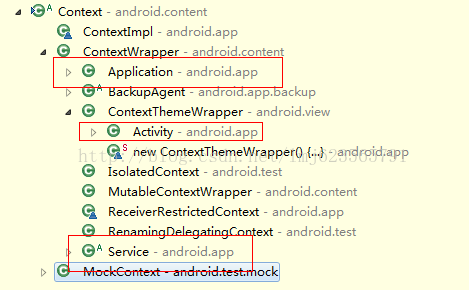 Context - android.content
ContextImpl - android.app
ContextWrapper - android.content
Application - android.app
BackupAgent - android.app.backup
ContextThemeWrapper - android.view
Activity - android.app
new ContextThemeWrapper() {...} - android.app
IsolatedContext - android.test
MutableContextWrapper - android.content
ReceiverRestrictedContext - android.app
RenamingDelegatingContext - android.test
Service - android.app
MockContext - android.test.mock